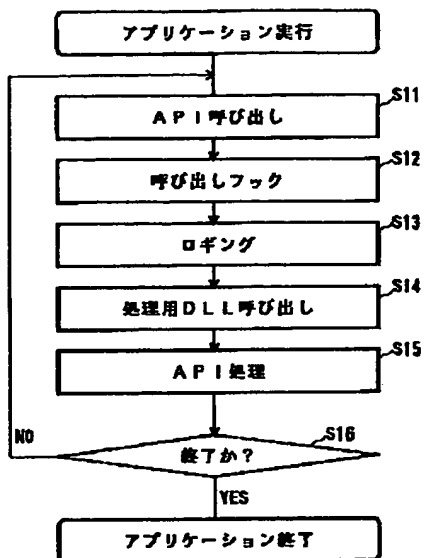 アプリケーション実行
API呼び出し
S11
呼び出しフック
S12
ロギング
S13
処理用DLL呼び出し
S14
API処理
S15
終了か?
S16
NO
YES
アプリケーション終了